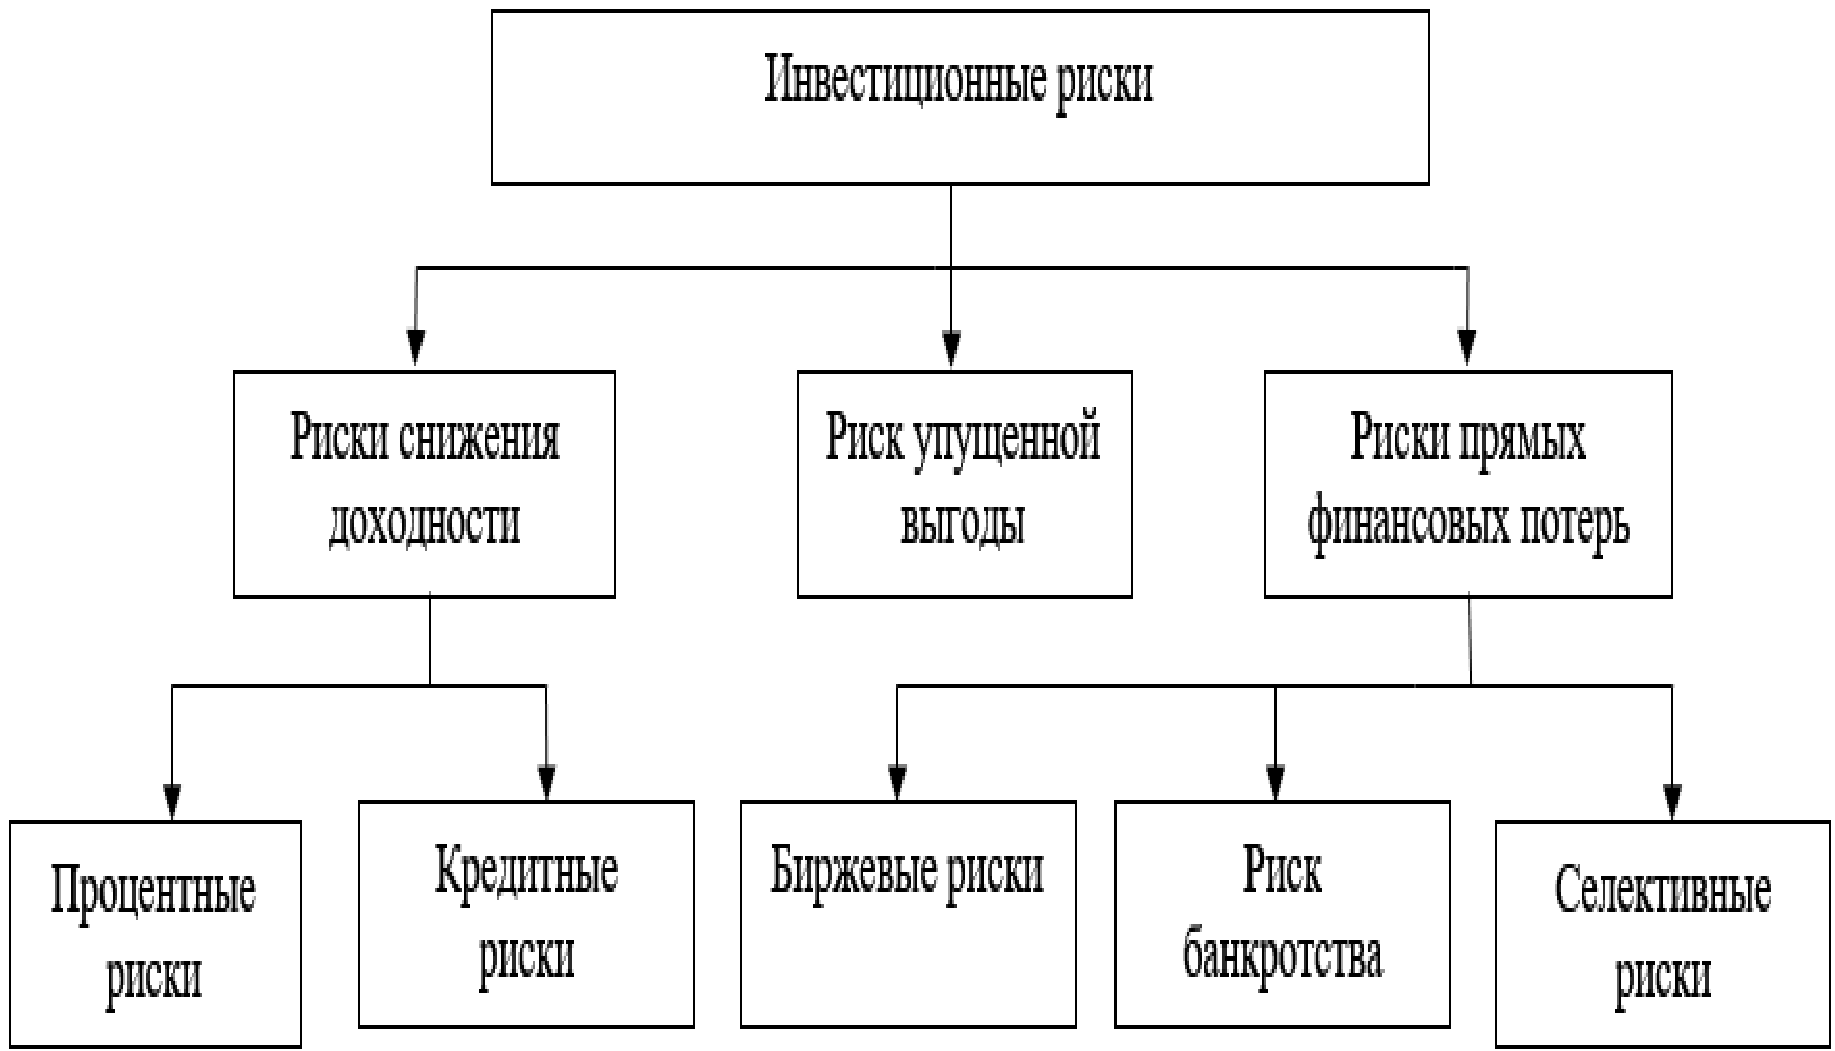 Инвестиционные риски
Риски снижения
доходности
Риск упущенной
выгоды
Риски прямых
финансовых потерь
Процентные
риски
Кредитные
риски
Биржевые риски
Риск
банкротства
Селективные
риски